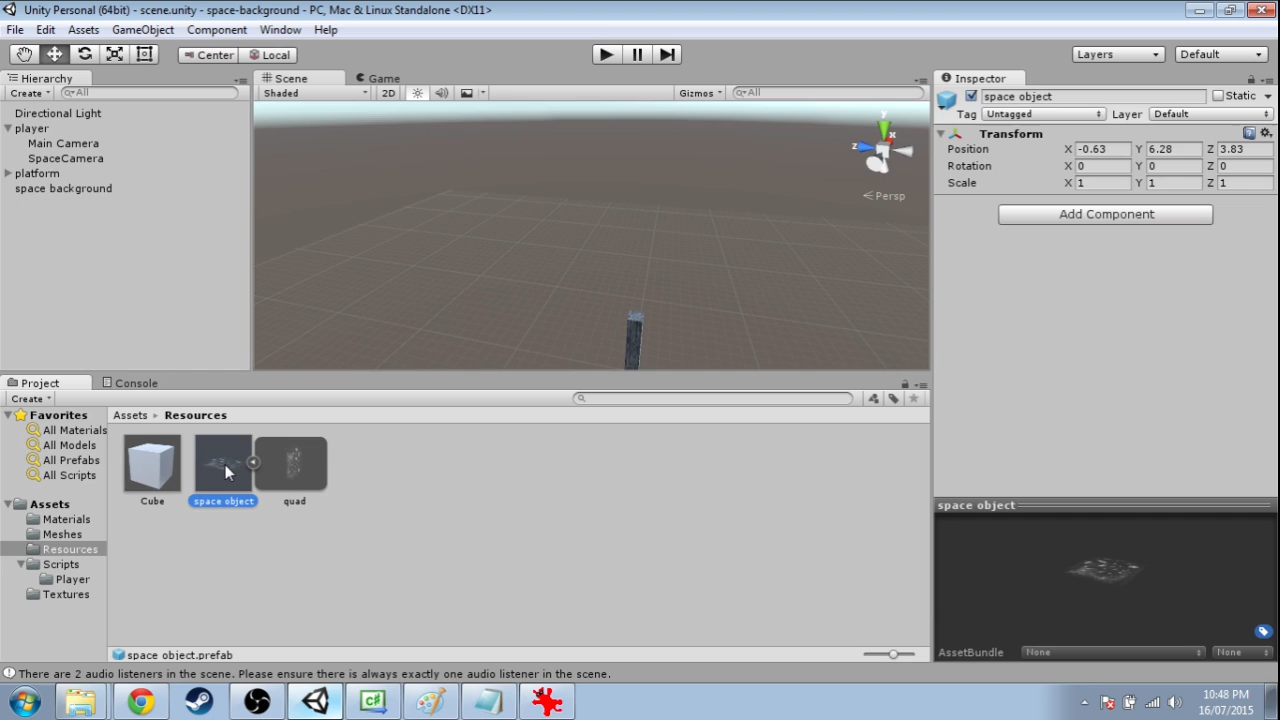 Unity Personal (64bit) - scene.unity - space-background - PC, Mac & Linux Standalone <DX11>
File Edit Assets GameObject Component Window Help
Center Local Layers Default
Hierarchy
Create All
Directional Light
player
Main Camera
SpaceCamera
platform
space background
Scene Game
Shaded 2D Gizmos All
y
x
z
Persp
Inspector
space object Static
Tag Untagged Layer Default
Transform
Position X -0.63 Y 6.28 Z 3.83
Rotation X 0 Y 0 Z 0
Scale X 1 Y 1 Z 1
Add Component
Project Console
Create
Favorites
All Materials
All Models
All Prefabs
All Scripts
Assets
Materials
Meshes
Resources
Scripts
Player
Textures
Assets Resources
Cube space object quad
space object.prefab
space object
AssetBundle None None
There are 2 audio listeners in the scene. Please ensure there is always exactly one audio listener in the scene.
C#
10:48 PM
16/07/2015